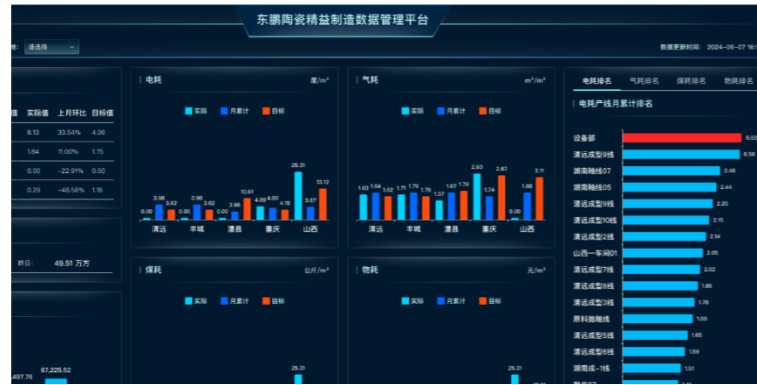 东鹏陶瓷精益制造数据管理平台
请选择
数据更新时间: 2024-06-07 16:
实际值 上月环比 目标值
8.13 33.54% 4.06
1.84 11.00% 1.75
0.00 -22.91% 0.00
0.29 -48.58% 1.16
昨日: 49.51 万方
,497.76 87,225.52
电耗 度/m²
实际 月累计 目标
0.00 3.98 3.62 0.00 3.98 3.62 0.00 3.98 10.61 4.89 4.83 4.15 25.31 3.87 13.12
清远 丰城 澧县 重庆 山西
气耗 m³/m²
实际 月累计 目标
1.63 1.64 1.62 1.71 1.79 1.76 1.37 1.67 1.79 2.93 1.74 2.87 0.00 1.88 3.11
清远 丰城 澧县 重庆 山西
煤耗 公斤/m²
实际 月累计 目标
25.31
物耗 元/m²
实际 月累计 目标
25.31
电耗排名 气耗排名 煤耗排名 物耗排名
电耗产线月累计排名
设备部 6.62
清远成型9线 6.58
湖南釉线07 2.46
湖南釉线05 2.44
清远成型9线 2.20
清远成型10线 2.15
清远成型2线 2.14
山西一车间01 2.05
清远成型7线 2.02
清远成型8线 1.86
清远成型3线 1.76
原料抛釉线 1.69
清远成型5线 1.65
清远成型6线 1.59
湖南成-1线 1.51